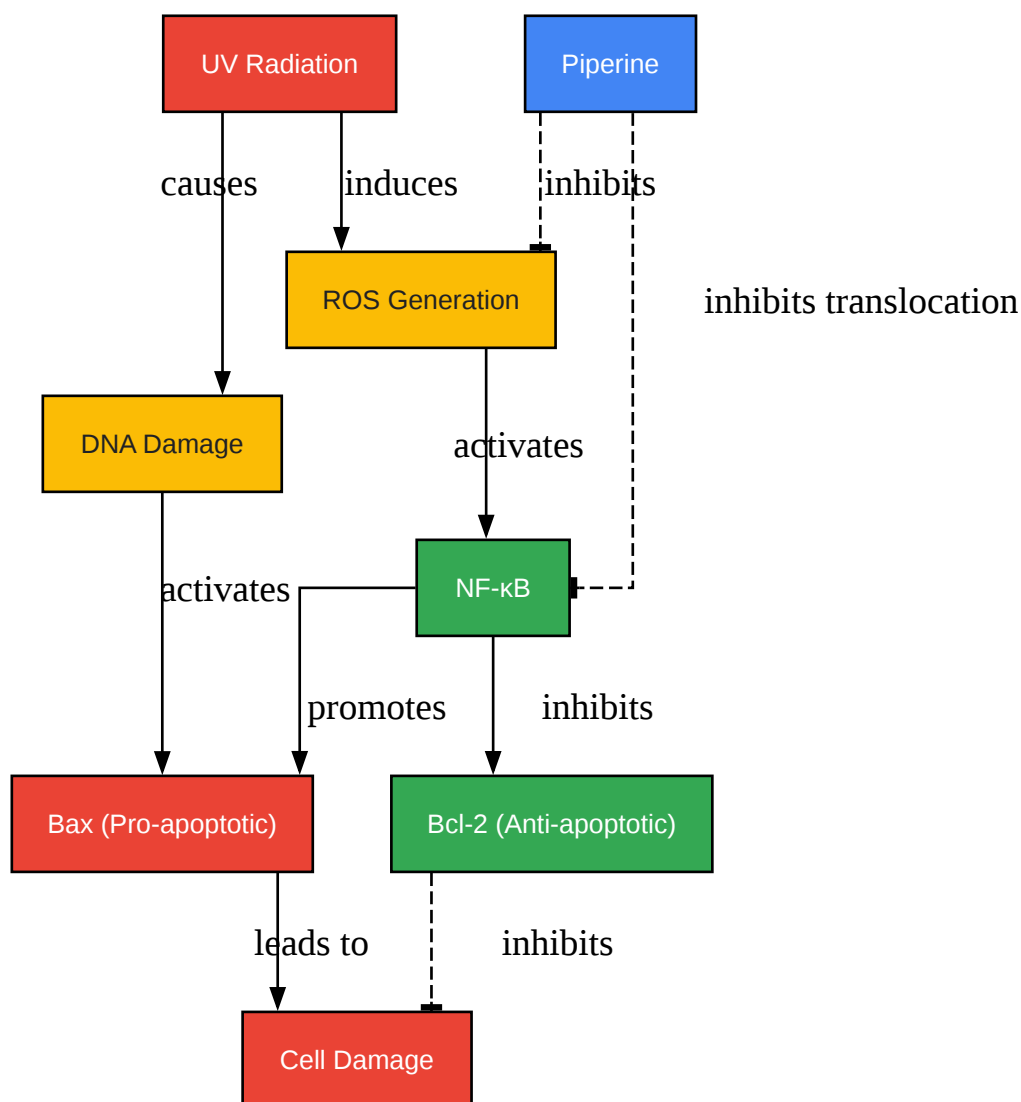 UV Radiation
Piperine
causes
induces
inhibits
ROS Generation
inhibits translocation
DNA Damage
activates
NF-κB
activates
promotes
inhibits
Bax (Pro-apoptotic)
Bcl-2 (Anti-apoptotic)
leads to
inhibits
Cell Damage